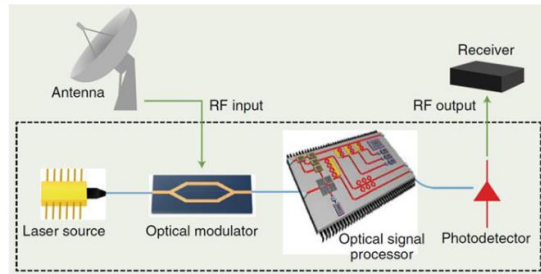 Antenna
RF input
Receiver
RF output
Laser source
Optical modulator
Optical signal
processor
Photodetector